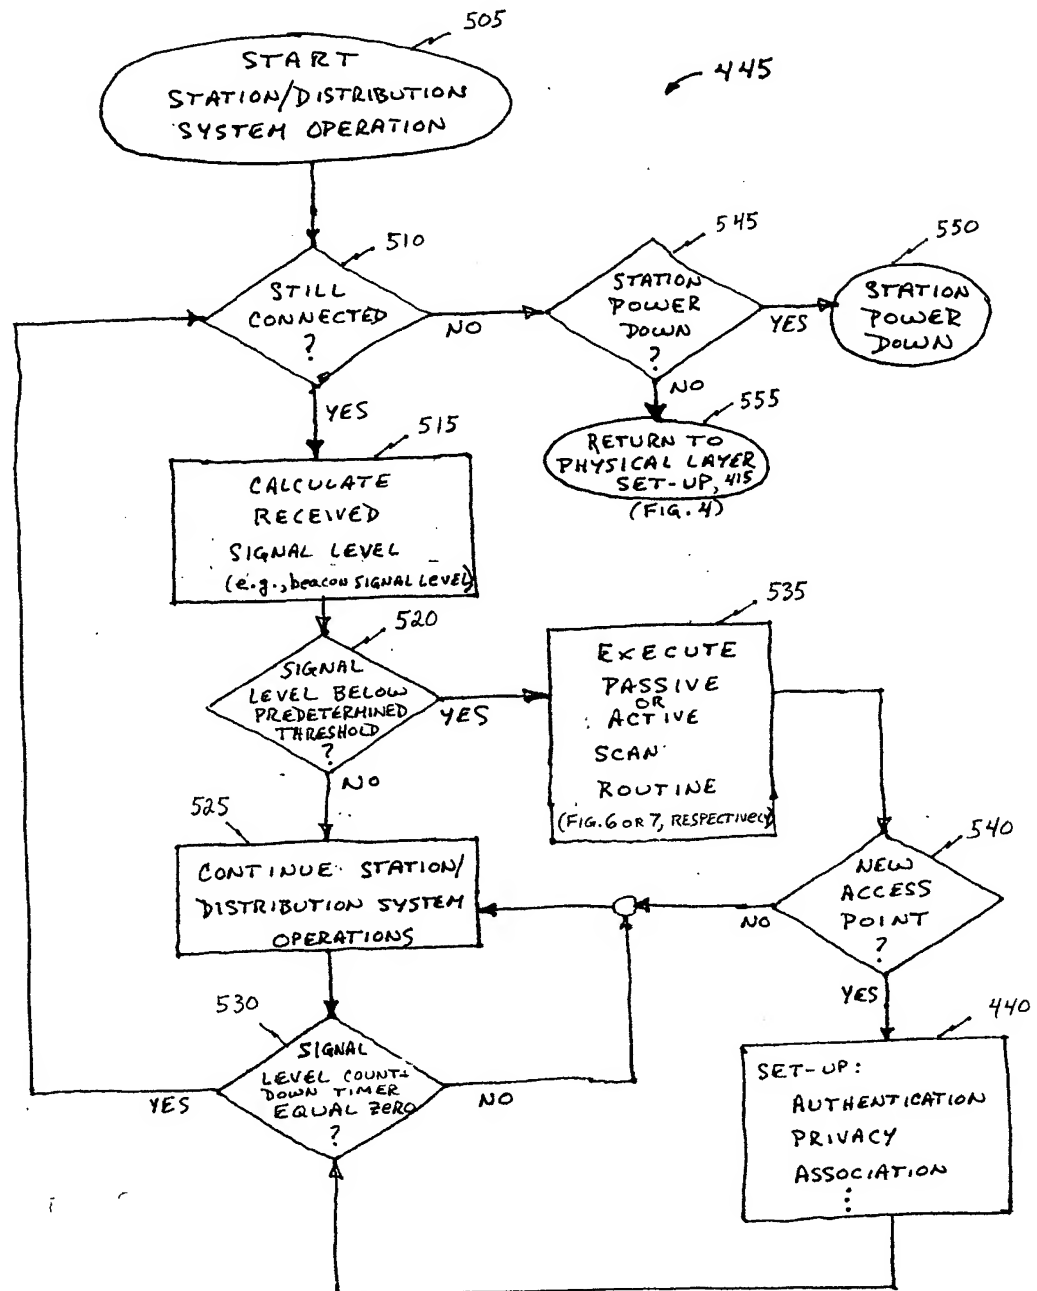 505
START
STATION/DISTRIBUTION
SYSTEM OPERATION
445
510
STILL
CONNECTED
?
NO
YES
545
STATION
POWER
DOWN
?
YES
NO
550
STATION
POWER
DOWN
555
RETURN TO
PHYSICAL LAYER
SET-UP, 415
(FIG. 4)
515
CALCULATE
RECEIVED
SIGNAL LEVEL
(e.g., beacon SIGNAL LEVEL)
520
SIGNAL
LEVEL BELOW
PREDETERMINED
THRESHOLD
?
YES
NO
535
EXECUTE
PASSIVE
OR
ACTIVE
SCAN
ROUTINE
(FIG. 6 OR 7, RESPECTIVELY)
525
CONTINUE STATION/
DISTRIBUTION SYSTEM
OPERATIONS
540
NEW
ACCESS
POINT
?
NO
YES
530
SIGNAL
LEVEL COUNT-
DOWN TIMER
EQUAL ZERO
?
YES
NO
440
SET-UP:
AUTHENTICATION
PRIVACY
ASSOCIATION
⋮